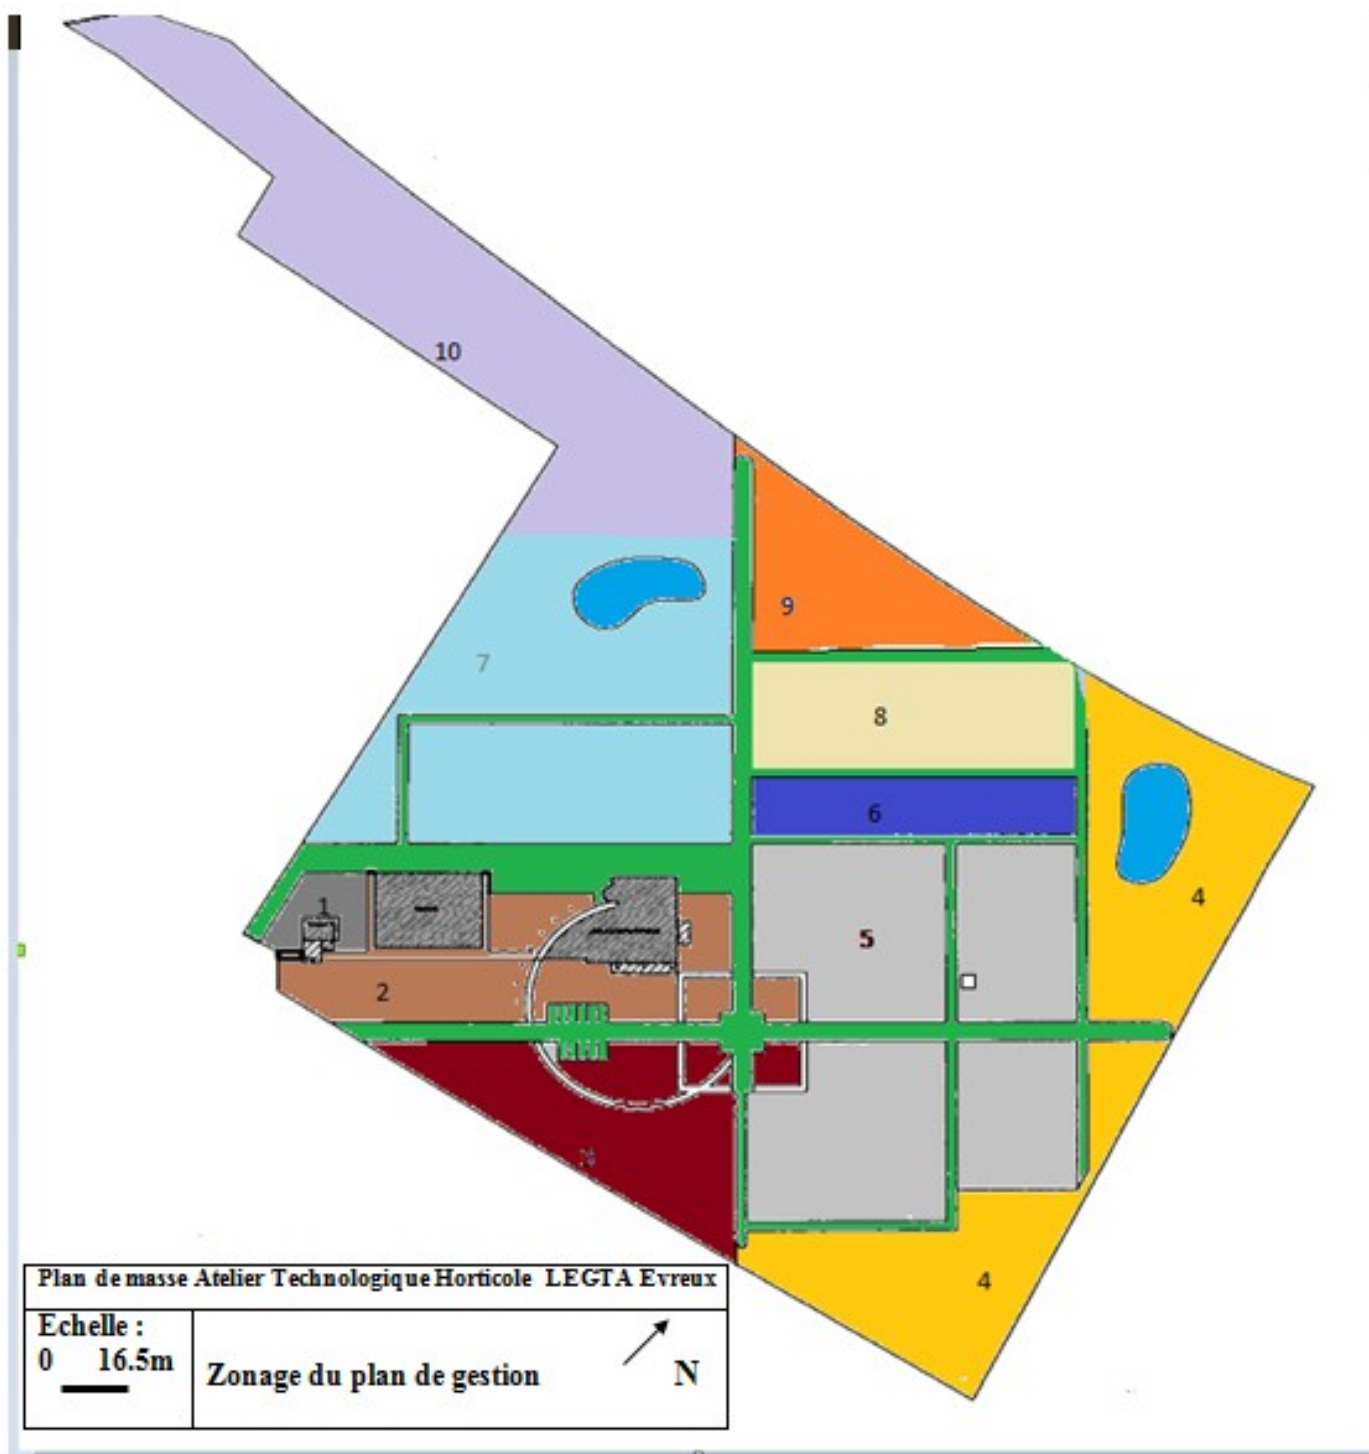 10
9
7
8
6
1
4
5
2
4
Plan de masse Atelier Technologique Horticole LEGTA Evreux
Echelle :
0 16.5m
Zonage du plan de gestion
N